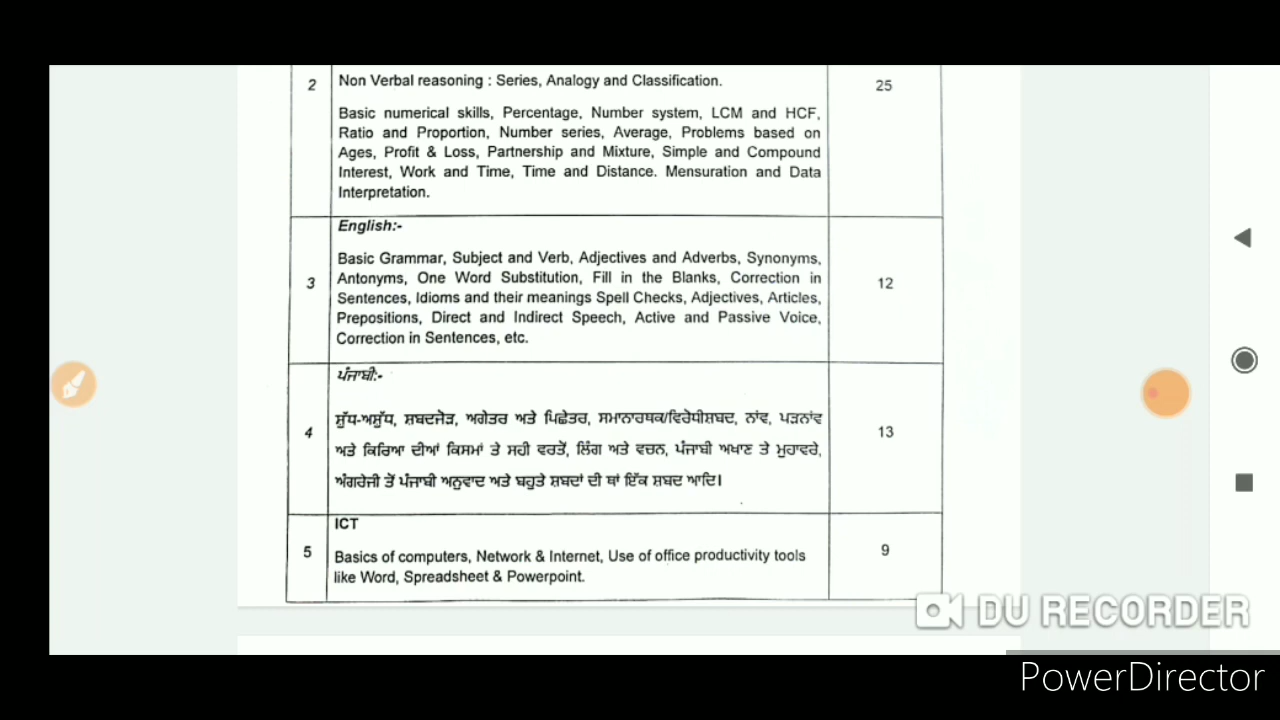 2
Non Verbal reasoning : Series, Analogy and Classification.
25
Basic numerical skills, Percentage, Number system, LCM and HCF,
Ratio and Proportion, Number series, Average, Problems based on
Ages, Profit & Loss, Partnership and Mixture, Simple and Compound
Interest, Work and Time, Time and Distance. Mensuration and Data
Interpretation.
English:-
3
Basic Grammar, Subject and Verb, Adjectives and Adverbs, Synonyms,
Antonyms, One Word Substitution, Fill in the Blanks, Correction in
Sentences, Idioms and their meanings Spell Checks, Adjectives, Articles,
Prepositions, Direct and Indirect Speech, Active and Passive Voice,
Correction in Sentences, etc.
12
ਪੰਜਾਬੀ:-
4
ਸ਼ੁੱਧ-ਅਸ਼ੁੱਧ, ਸ਼ਬਦਜੋੜ, ਅਗੇਤਰ ਅਤੇ ਪਿਛੇਤਰ, ਸਮਾਨਾਰਥਕ/ਵਿਰੋਧੀਸ਼ਬਦ, ਨਾਂਵ, ਪੜਨਾਂਵ
ਅਤੇ ਕਿਰਿਆ ਦੀਆਂ ਕਿਸਮਾਂ ਤੇ ਸਹੀ ਵਰਤੋਂ, ਲਿੰਗ ਅਤੇ ਵਚਨ, ਪੰਜਾਬੀ ਅਖਾਣ ਤੇ ਮੁਹਾਵਰੇ,
ਅੰਗਰੇਜੀ ਤੋਂ ਪੰਜਾਬੀ ਅਨੁਵਾਦ ਅਤੇ ਬਹੁਤੇ ਸ਼ਬਦਾਂ ਦੀ ਥਾਂ ਇੱਕ ਸ਼ਬਦ ਆਦਿ।
13
ICT
5
Basics of computers, Network & Internet, Use of office productivity tools
like Word, Spreadsheet & Powerpoint.
9
DU RECORDER
PowerDirector